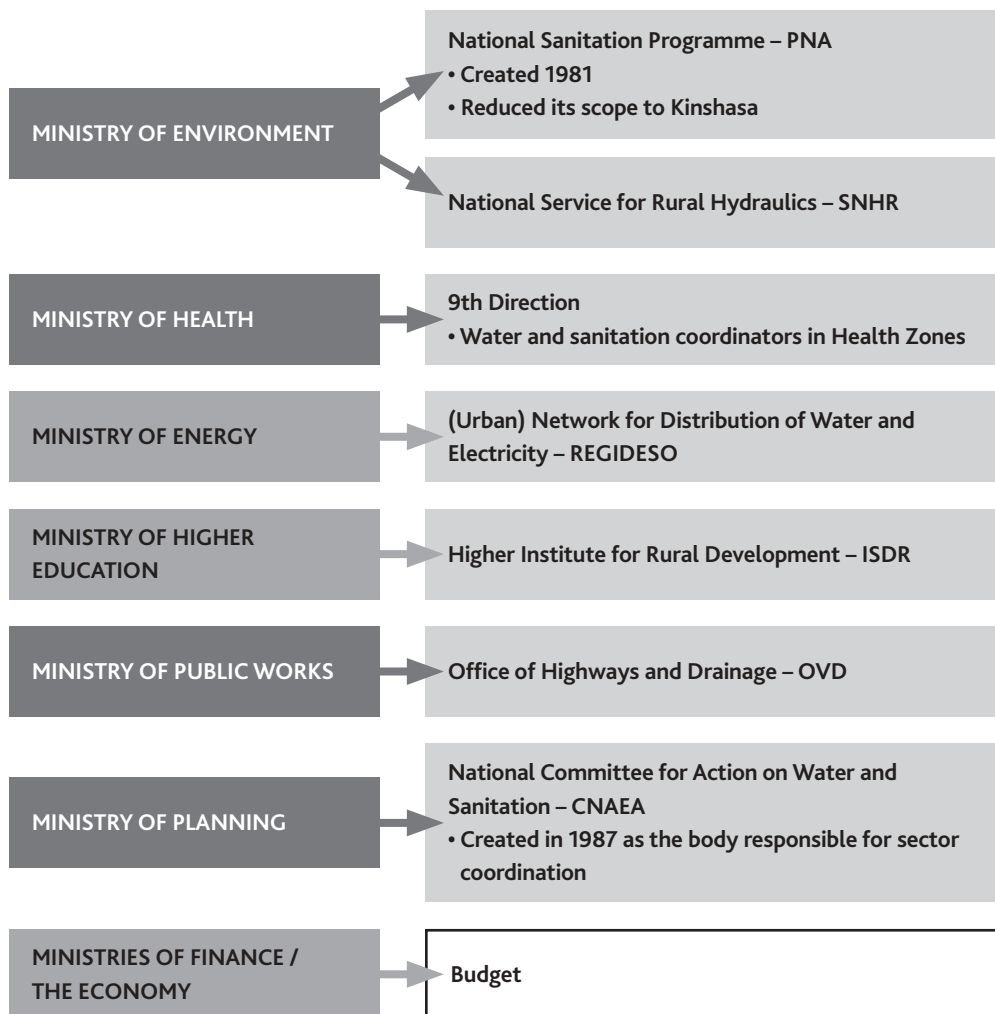 MINISTRY OF ENVIRONMENT
National Sanitation Programme – PNA
• Created 1981
• Reduced its scope to Kinshasa
National Service for Rural Hydraulics – SNHR
MINISTRY OF HEALTH
9th Direction
• Water and sanitation coordinators in Health Zones
MINISTRY OF ENERGY
(Urban) Network for Distribution of Water and
Electricity – REGIDESO
MINISTRY OF HIGHER
EDUCATION
Higher Institute for Rural Development – ISDR
MINISTRY OF PUBLIC WORKS
Office of Highways and Drainage – OVD
MINISTRY OF PLANNING
National Committee for Action on Water and
Sanitation – CNAEA
• Created in 1987 as the body responsible for sector
coordination
MINISTRIES OF FINANCE /
THE ECONOMY
Budget